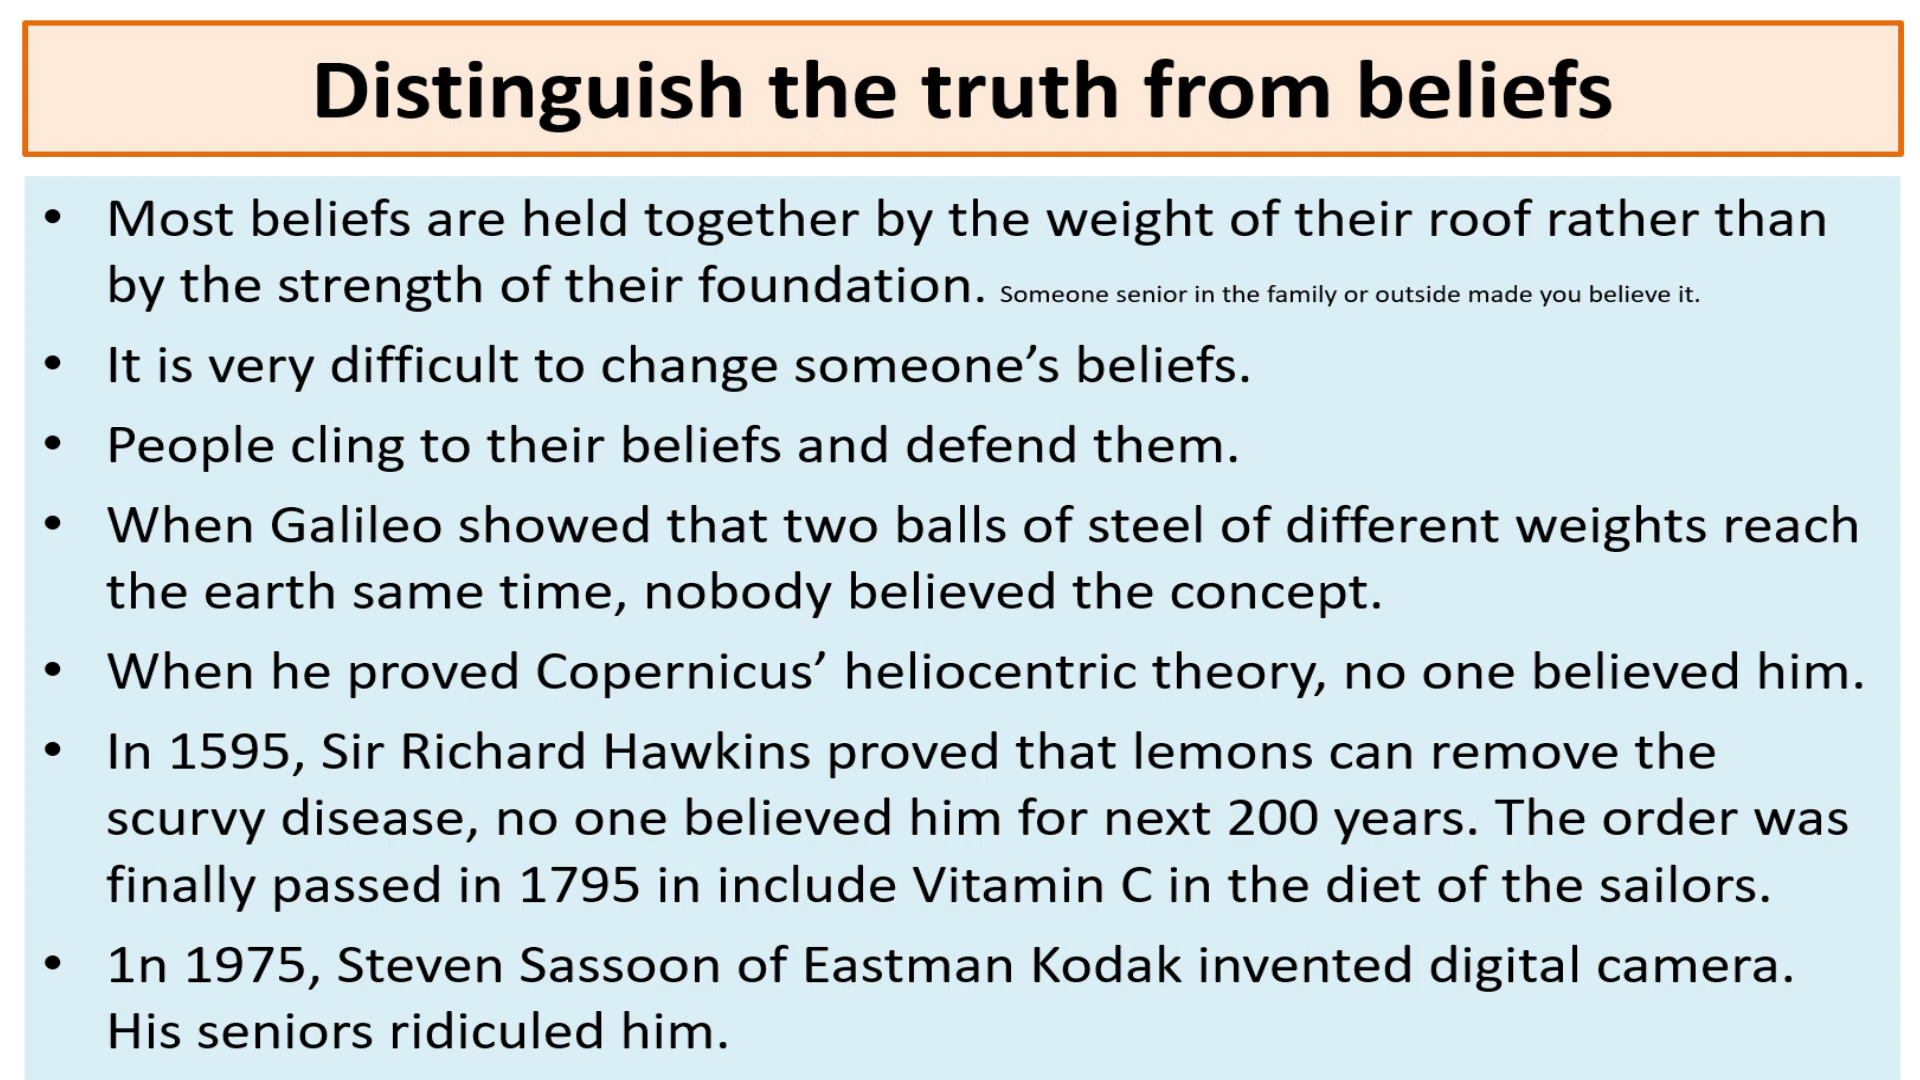 Distinguish the truth from beliefs
• Most beliefs are held together by the weight of their roof rather than
by the strength of their foundation. Someone senior in the family or outside made you believe it.
• It is very difficult to change someone’s beliefs.
• People cling to their beliefs and defend them.
• When Galileo showed that two balls of steel of different weights reach
the earth same time, nobody believed the concept.
• When he proved Copernicus’ heliocentric theory, no one believed him.
• In 1595, Sir Richard Hawkins proved that lemons can remove the
scurvy disease, no one believed him for next 200 years. The order was
finally passed in 1795 in include Vitamin C in the diet of the sailors.
• 1n 1975, Steven Sassoon of Eastman Kodak invented digital camera.
His seniors ridiculed him.